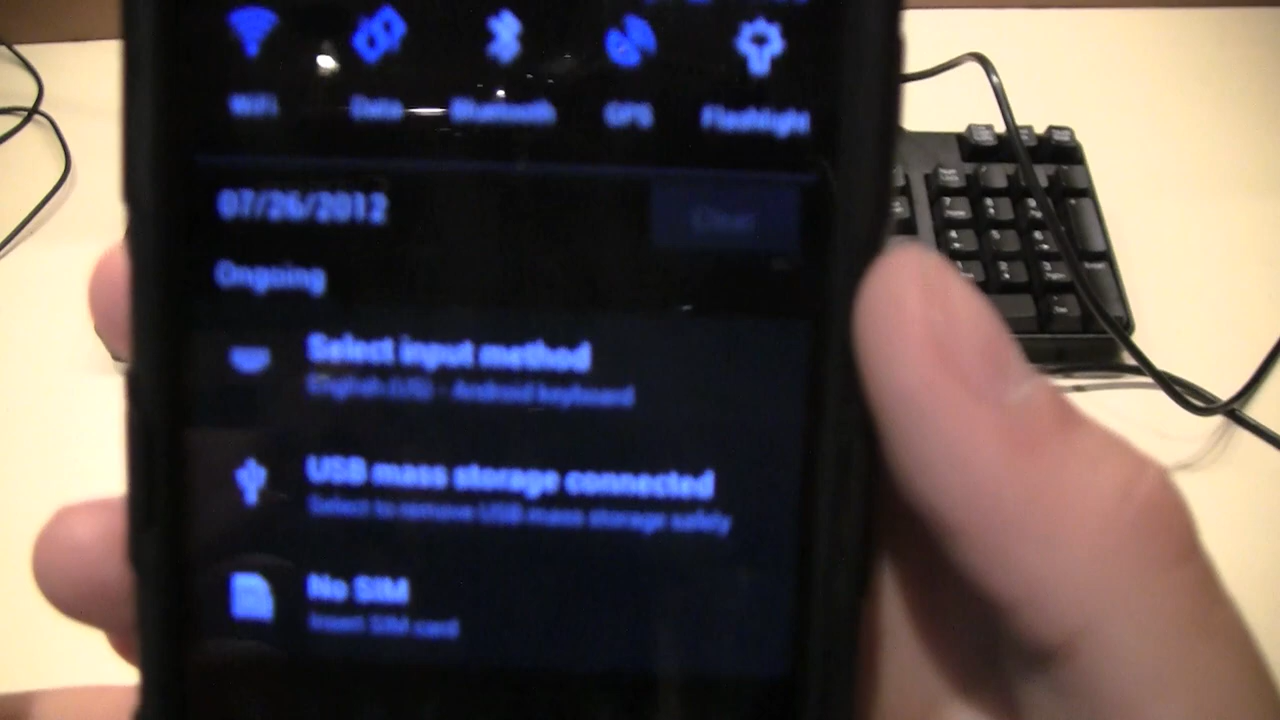 WiFi Data Bluetooth GPS Flashlight
07/26/2012 Clear
Ongoing
Select input method
English (US) - Android keyboard
USB mass storage connected
Select to remove USB mass storage safely
No SIM
Insert SIM card